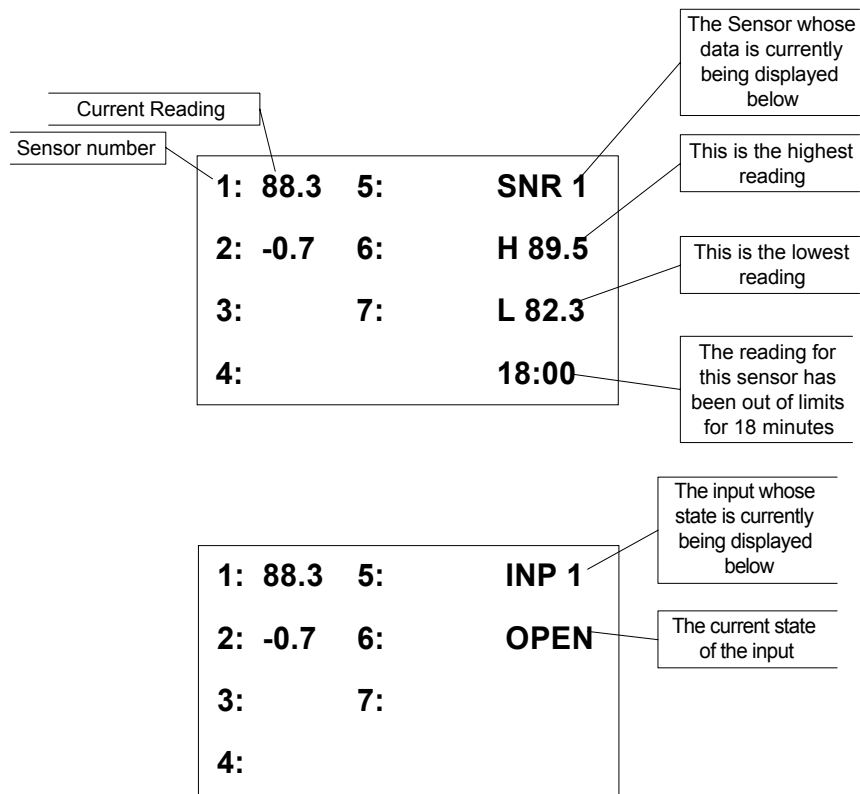 The Sensor whose
data is currently
being displayed
below
Current Reading
Sensor number
This is the highest
reading
1: 88.3 5: SNR 1
2: -0.7 6: H 89.5
This is the lowest
reading
3: 7: L 82.3
4: 18:00
The reading for
this sensor has
been out of limits
for 18 minutes
The input whose
state is currently
being displayed
below
1: 88.3 5: INP 1
2: -0.7 6: OPEN
The current state
of the input
3: 7:
4: